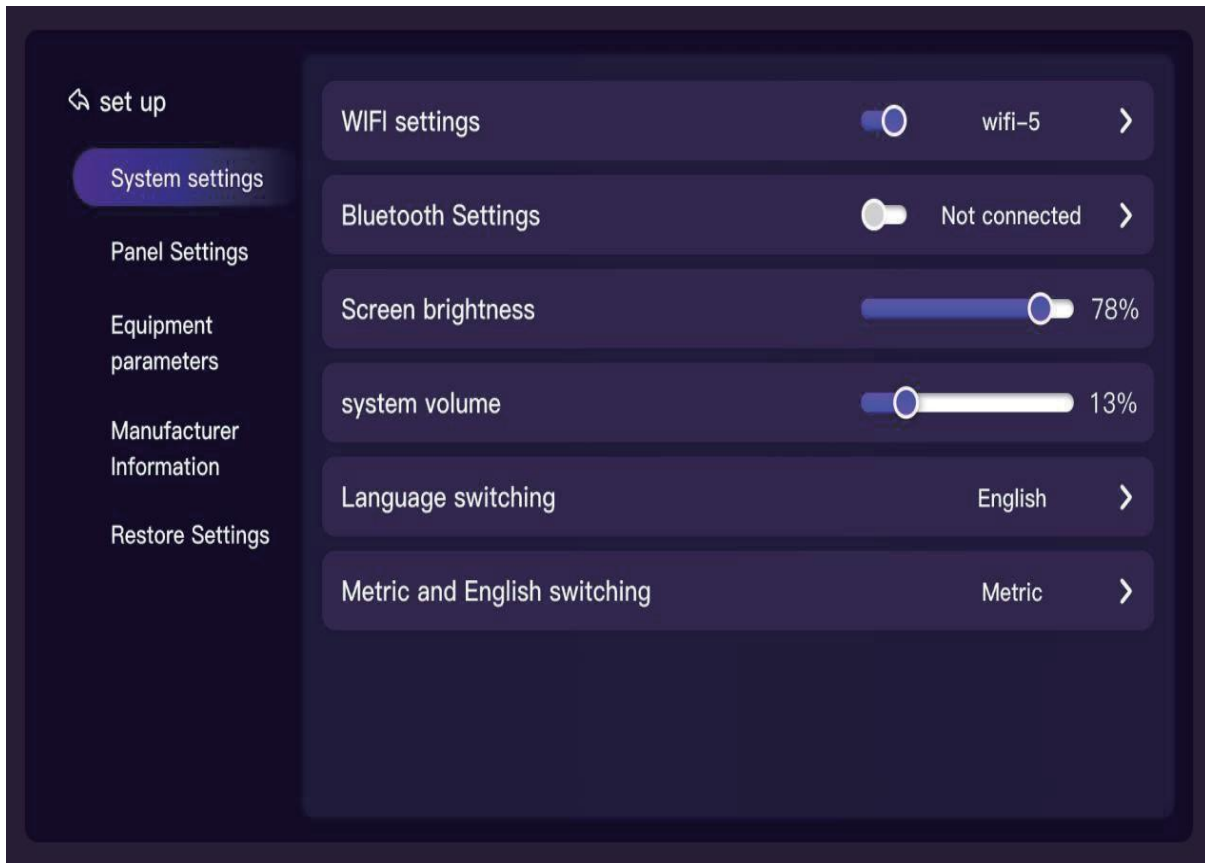 set up
System settings
Panel Settings
Equipment
parameters
Manufacturer
Information
Restore Settings
WIFI settings
wifi-5
Bluetooth Settings
Not connected
Screen brightness
78%
system volume
13%
Language switching
English
Metric and English switching
Metric